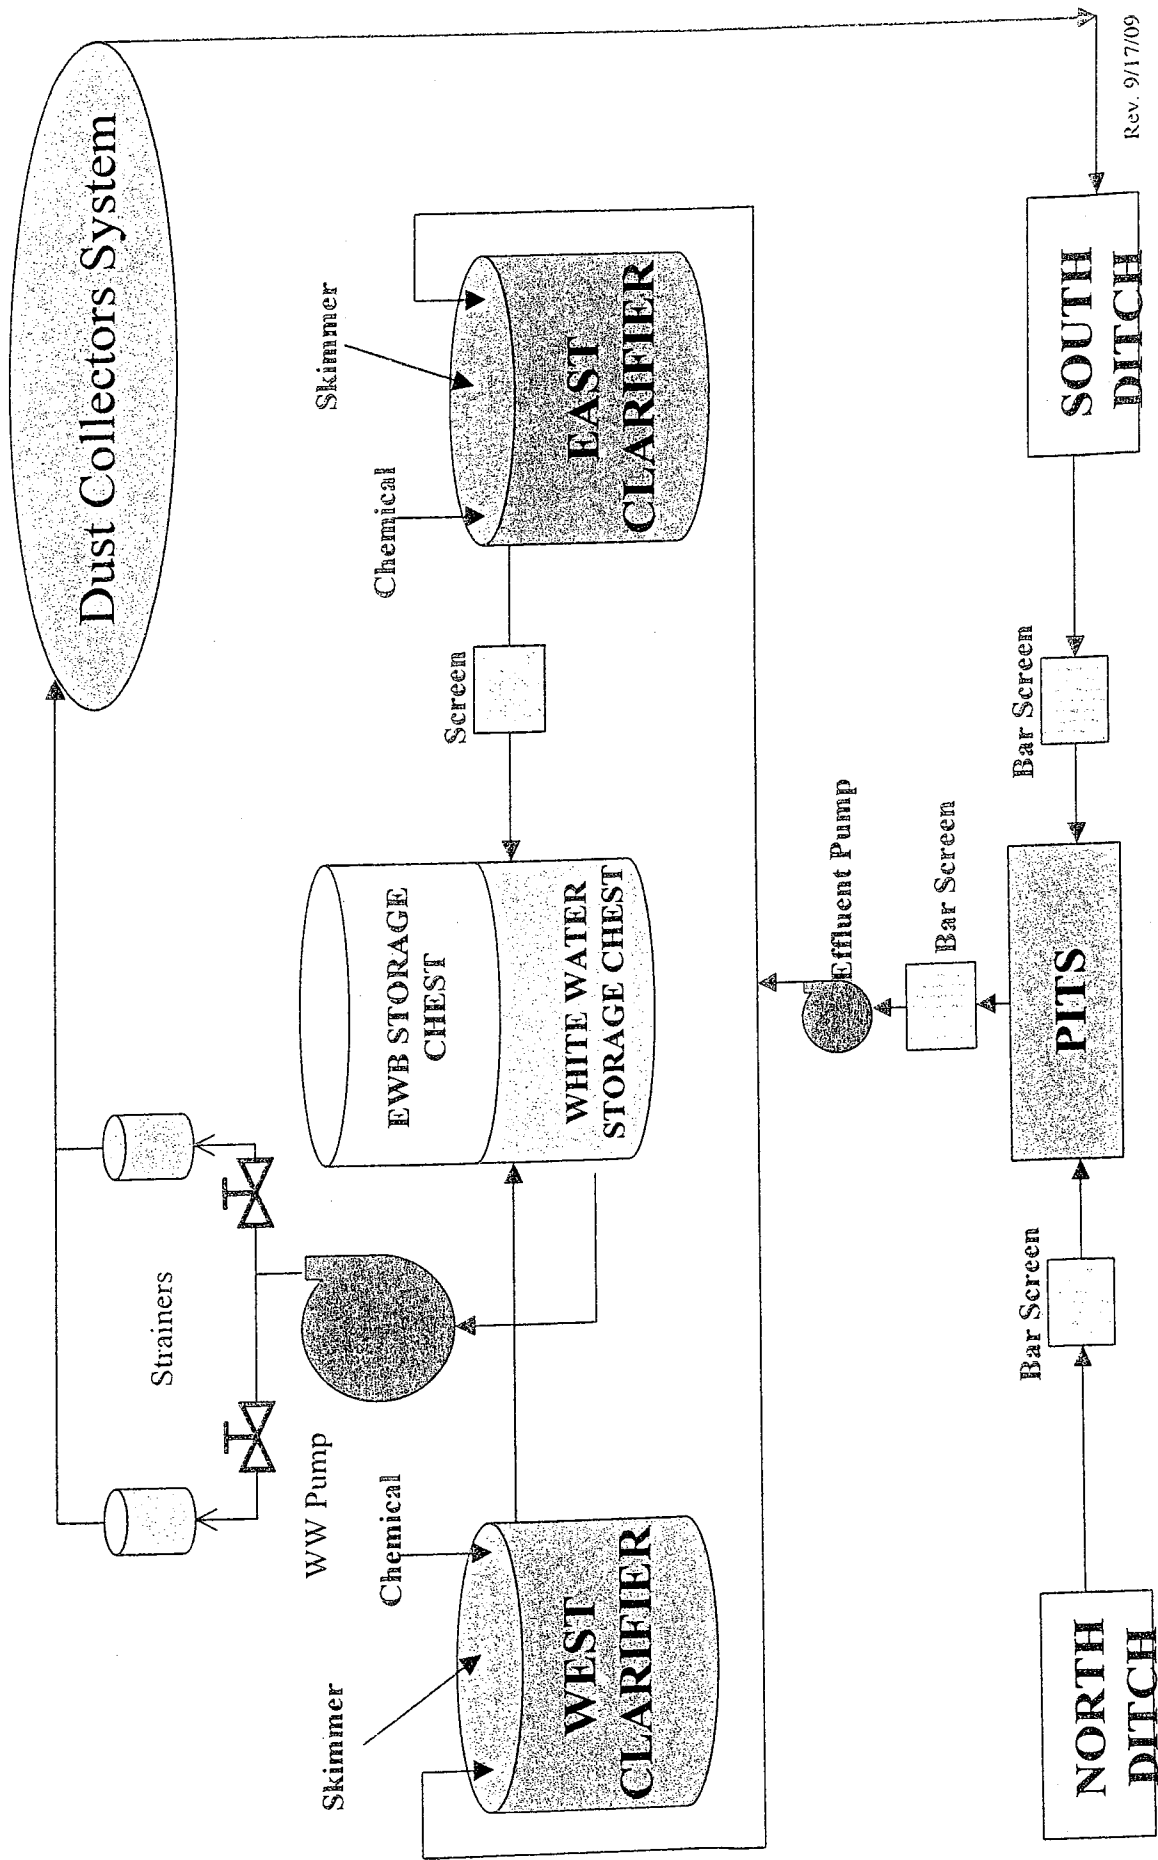 Dust Collectors System
Strainers
WW Pump
Skimmer
Chemical
WEST
CLARIFIER
EWB STORAGE
CHEST
WHITE WATER
STORAGE CHEST
Screen
Chemical
Skimmer
EAST
CLARIFIER
Effluent Pump
Bar Screen
NORTH
DITCH
Bar Screen
PITS
Bar Screen
SOUTH
DITCH
Rev. 9/17/09